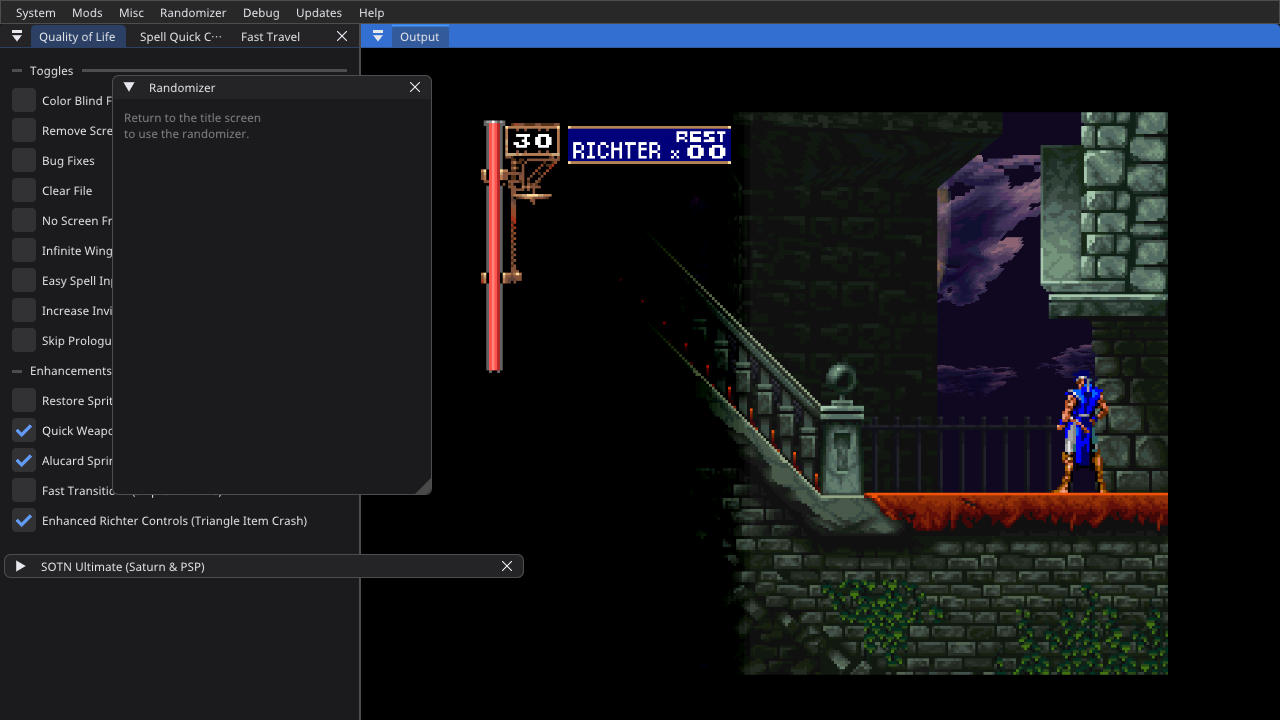 System Mods Misc Randomizer Debug Updates Help
Quality of Life Spell Quick C··· Fast Travel
Output
Toggles
Color Blind F
Remove Scre
Bug Fixes
Clear File
No Screen Fr
Infinite Wing
Easy Spell Inp
Increase Invi
Skip Prologu
Enhancements
Restore Sprit
Quick Weapo
Alucard Sprin
Fast Transitio
Enhanced Richter Controls (Triangle Item Crash)
Randomizer
Return to the title screen
to use the randomizer.
SOTN Ultimate (Saturn & PSP)
30
REST
RICHTER x 00